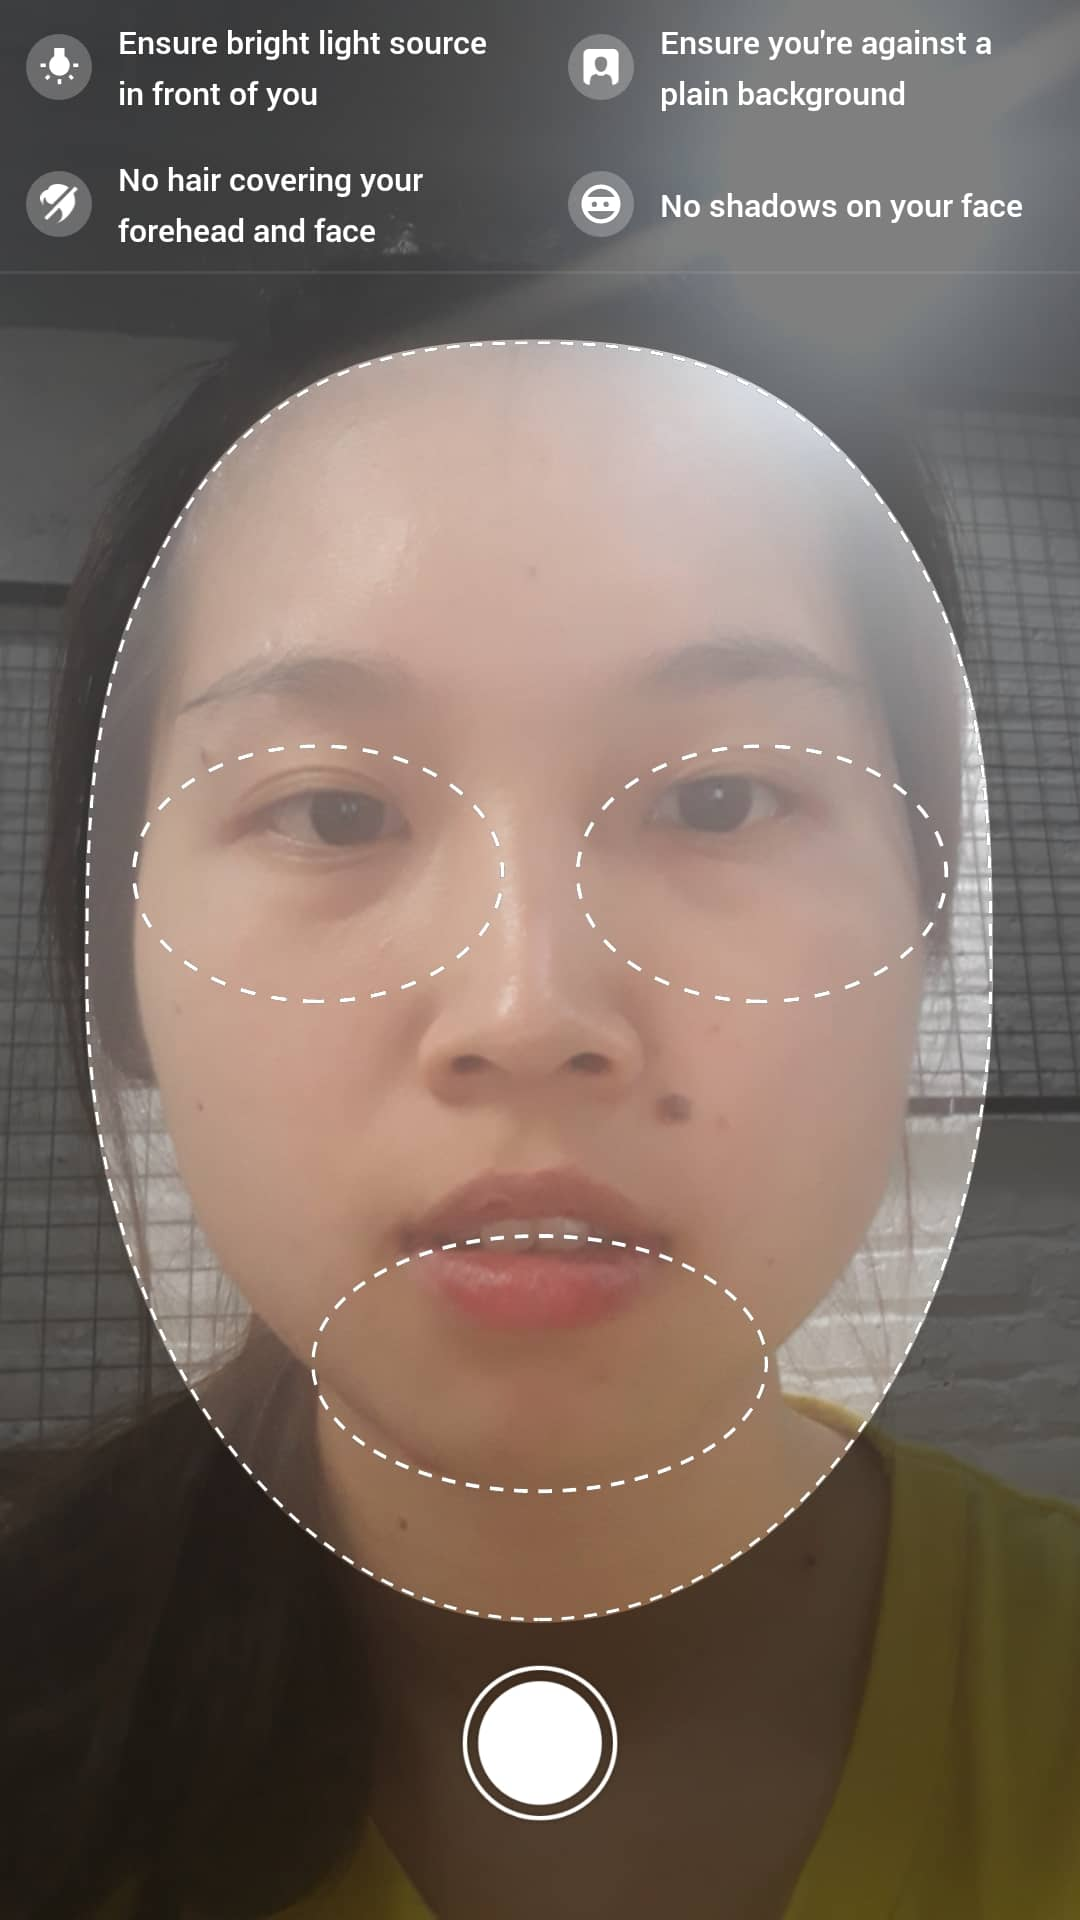 Ensure bright light source
in front of you
Ensure you're against a
plain background
No hair covering your
forehead and face
No shadows on your face